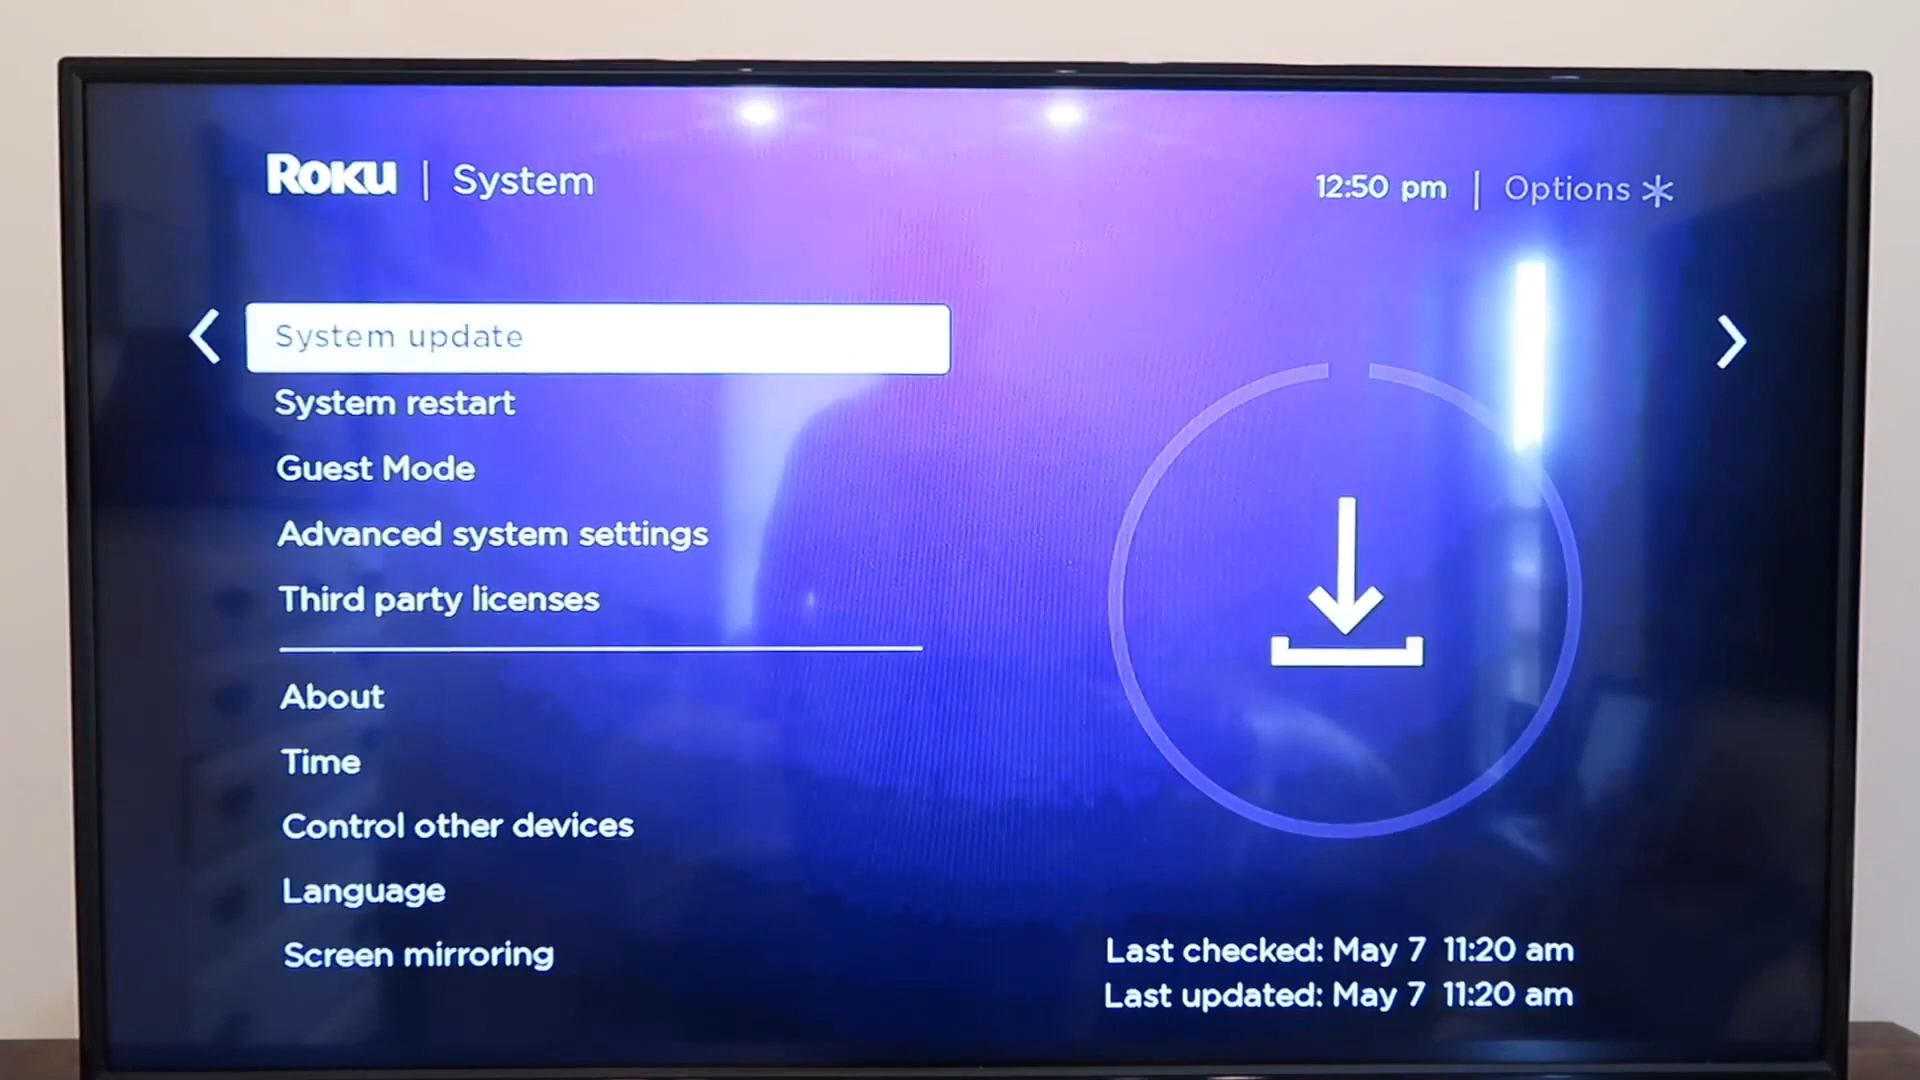 Roku | System
12:50 pm | Options
System update
System restart
Guest Mode
Advanced system settings
Third party licenses
About
Time
Control other devices
Language
Screen mirroring
Last checked: May 7 11:20 am
Last updated: May 7 11:20 am